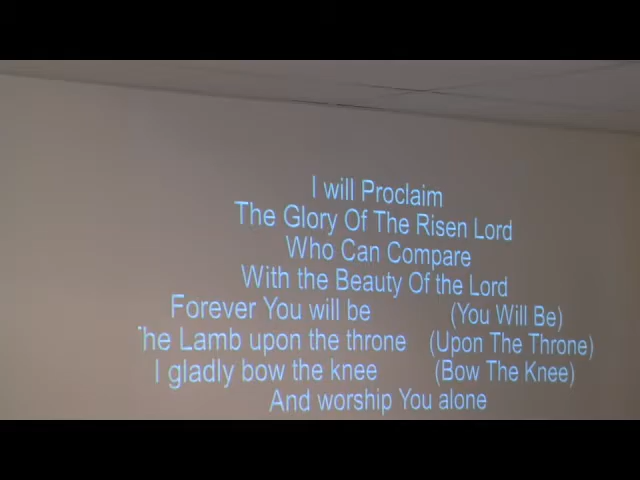 I will Proclaim
The Glory Of The Risen Lord
Who Can Compare
With the Beauty Of the Lord
Forever You will be (You Will Be)
he Lamb upon the throne (Upon The Throne)
I gladly bow the knee (Bow The Knee)
And worship You alone